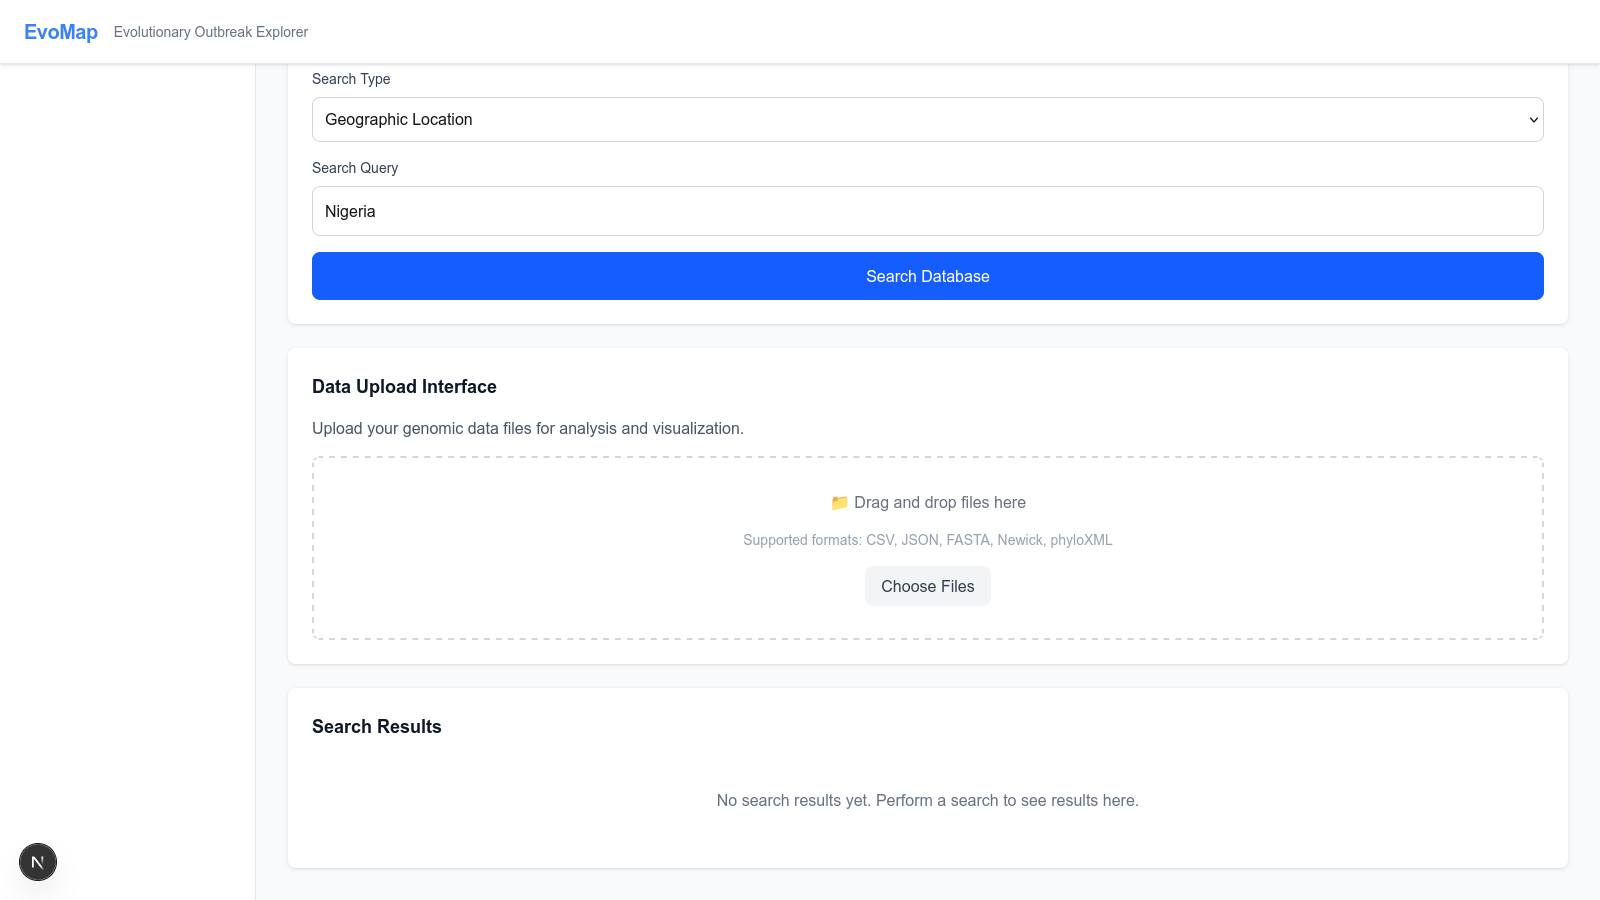 EvoMap
Evolutionary Outbreak Explorer
Search Type
Geographic Location
Search Query
Nigeria
Search Database
Data Upload Interface
Upload your genomic data files for analysis and visualization.
📁 Drag and drop files here
Supported formats: CSV, JSON, FASTA, Newick, phyloXML
Choose Files
Search Results
No search results yet. Perform a search to see results here.
N